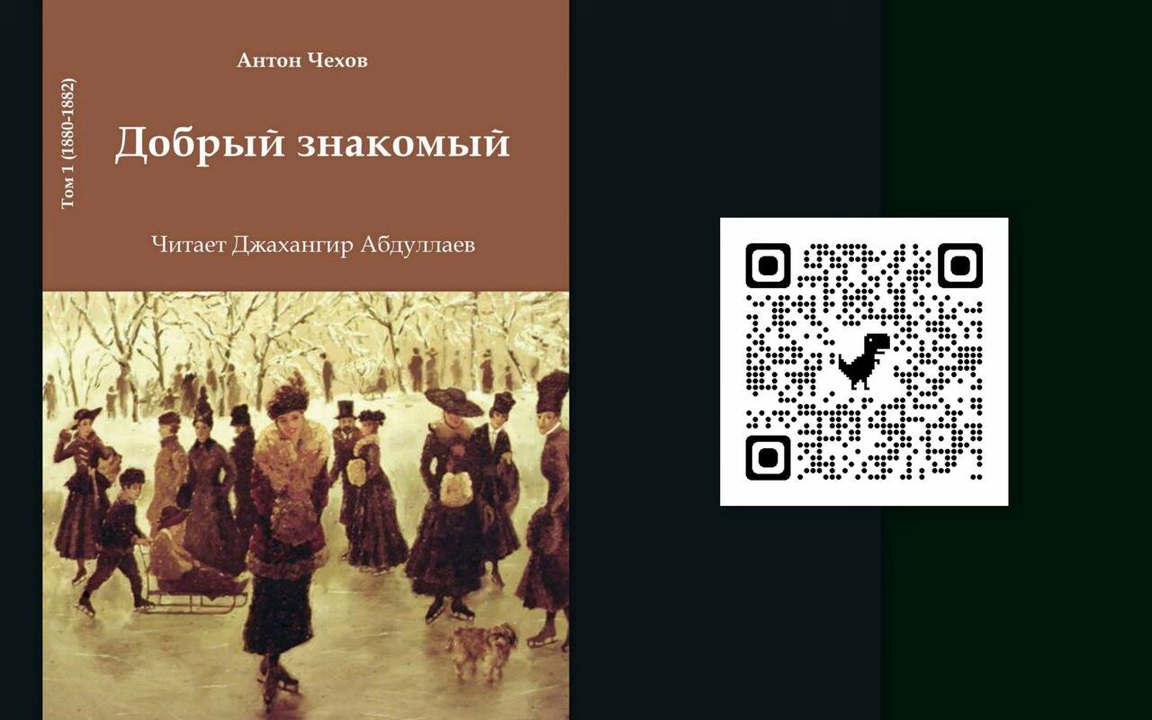 Антон Чехов
Том 1 (1880-1882)
Добрый знакомый
Читает Джахангир Абдуллаев